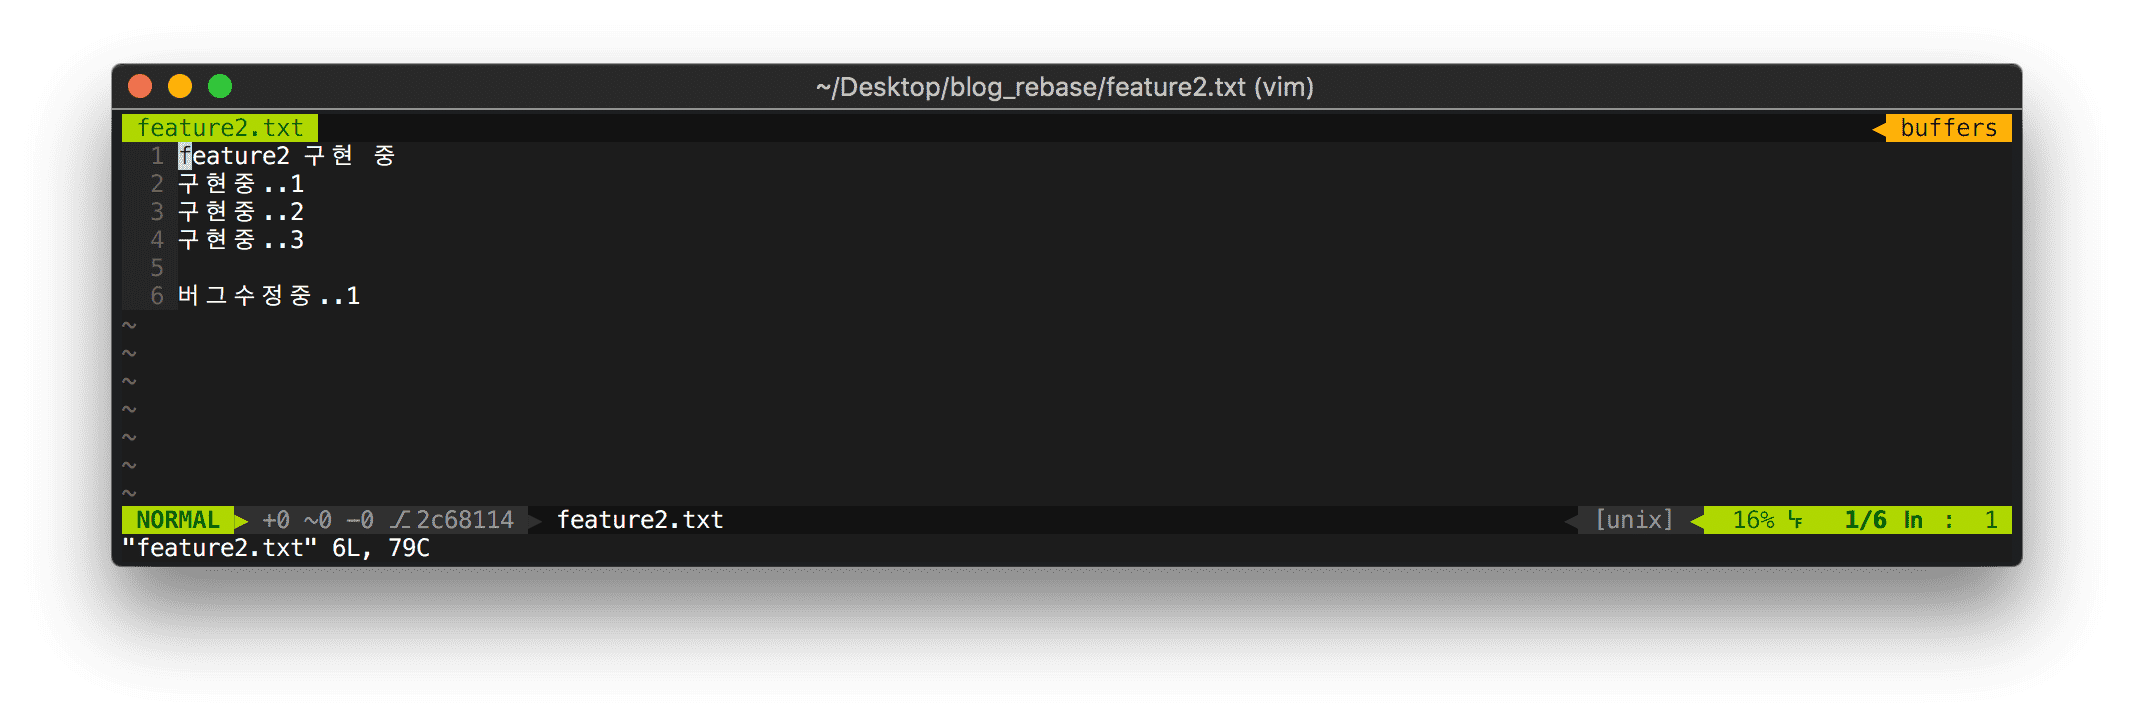 ~/Desktop/blog_rebase/feature2.txt (vim)
feature2.txt buffers
1 feature2 구현 중
2 구현중..1
3 구현중..2
4 구현중..3
5
6 버그수정중..1
~
~
~
~
~
~
~
NORMAL +0 ~0 -0 2c68114 feature2.txt [unix] 16% 1/6 ln : 1
"feature2.txt" 6L, 79C